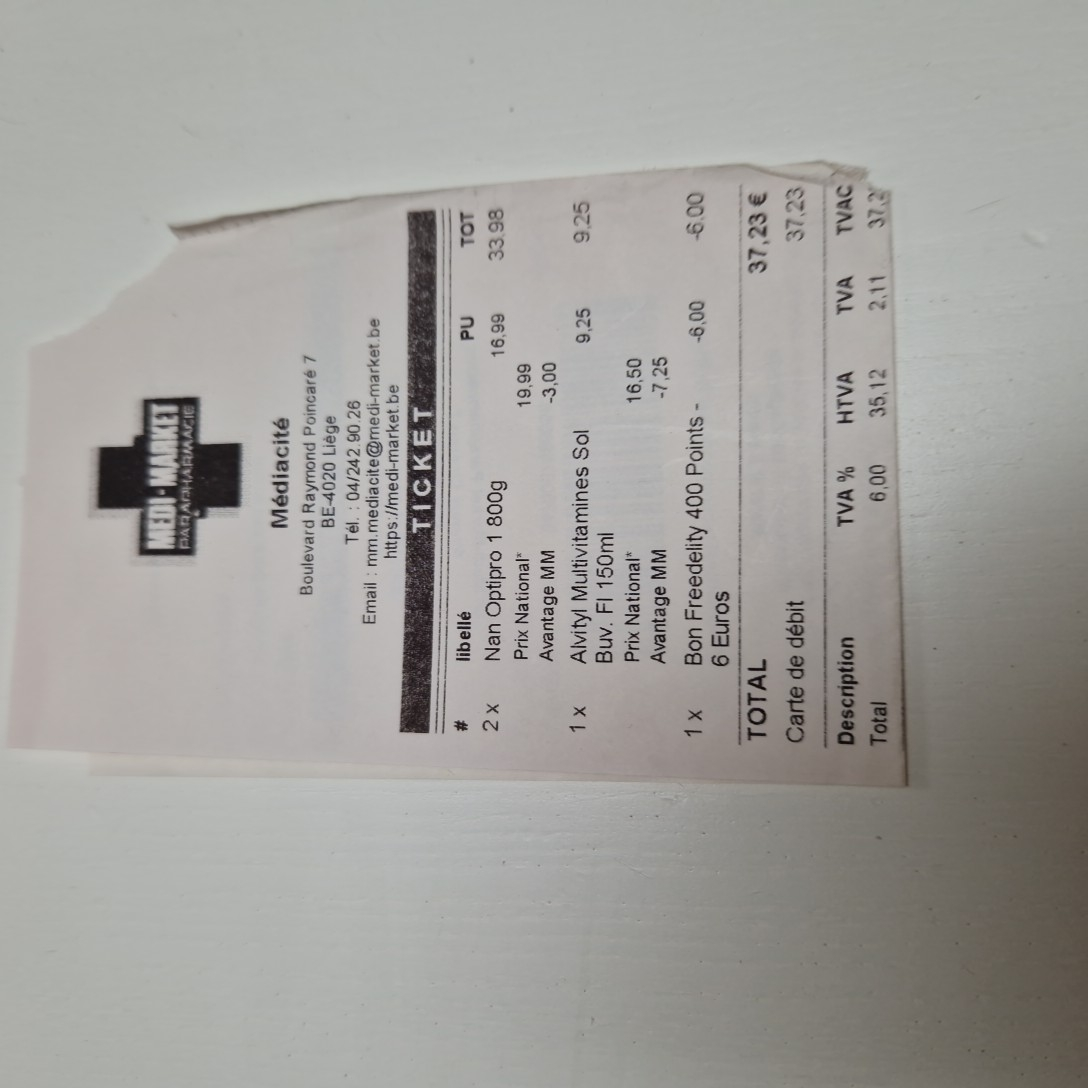 MEDI-MARKET
PARAPHARMACIE
Médiacité
Boulevard Raymond Poincaré 7
BE-4020 Liège
Tél. : 04/242.90.26
Email : mm.mediacite@medi-market.be
https://medi-market.be
TICKET
# libellé PU TOT
2 x Nan Optipro 1 800g 16,99 33,98
Prix National* 19,99
Avantage MM -3,00
1 x Alvityl Multivitamines Sol 9,25 9,25
Buv. Fl 150ml
Prix National* 16,50
Avantage MM -7,25
1 x Bon Freedelity 400 Points - -6,00 -6,00
6 Euros
TOTAL 37,23 €
Carte de débit 37,23
Description TVA % HTVA TVA TVAC
Total 6,00 35,12 2,11